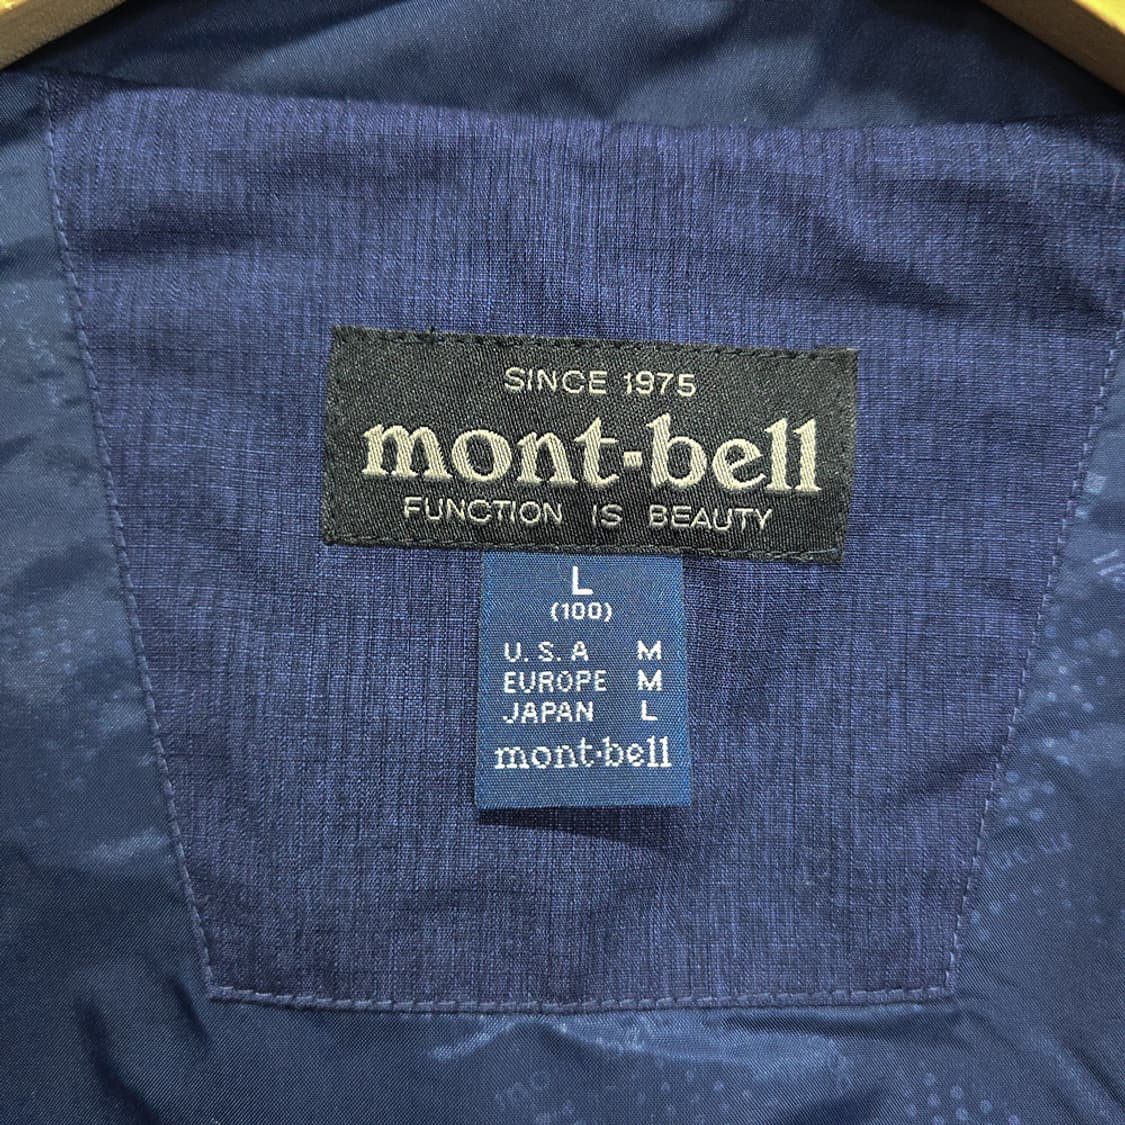 SINCE 1975
mont-bell
FUNCTION IS BEAUTY
L
(100)
U.S.A M
EUROPE M
JAPAN L
mont-bell